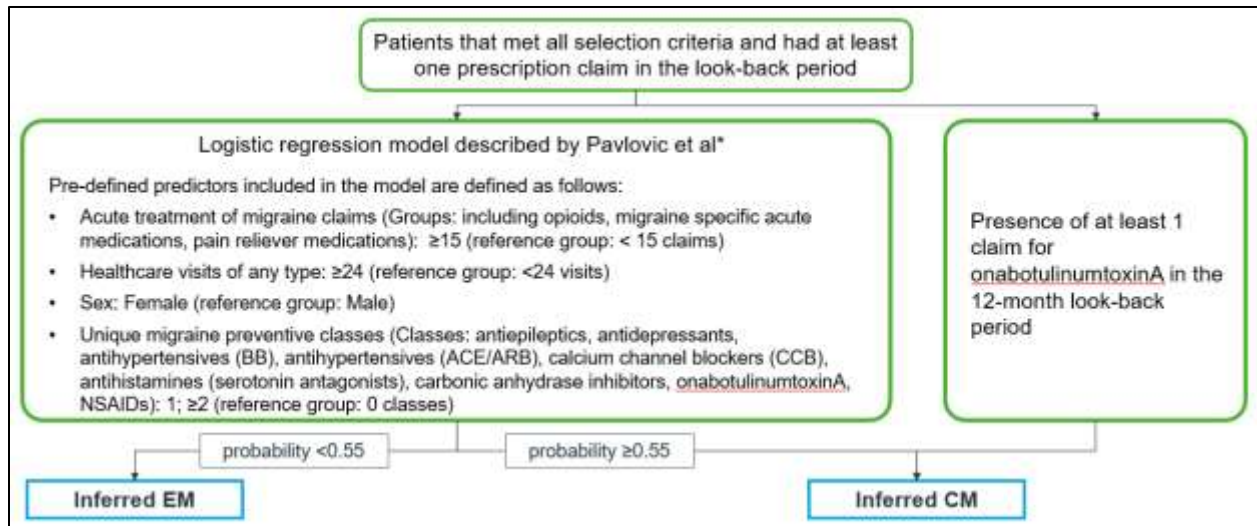 Patients that met all selection criteria and had at least
one prescription claim in the look-back period
Logistic regression model described by Pavlovic et al*
Pre-defined predictors included in the model are defined as follows:
• Acute treatment of migraine claims (Groups: including opioids, migraine specific acute
medications, pain reliever medications): ≥15 (reference group: < 15 claims)
• Healthcare visits of any type: ≥24 (reference group: <24 visits)
• Sex: Female (reference group: Male)
• Unique migraine preventive classes (Classes: antiepileptics, antidepressants,
antihypertensives (BB), antihypertensives (ACE/ARB), calcium channel blockers (CCB),
antihistamines (serotonin antagonists), carbonic anhydrase inhibitors, onabotulinumtoxinA,
NSAIDs): 1; ≥2 (reference group: 0 classes)
Presence of at least 1
claim for
onabotulinumtoxinA in the
12-month look-back
period
probability <0.55
probability ≥0.55
Inferred EM
Inferred CM